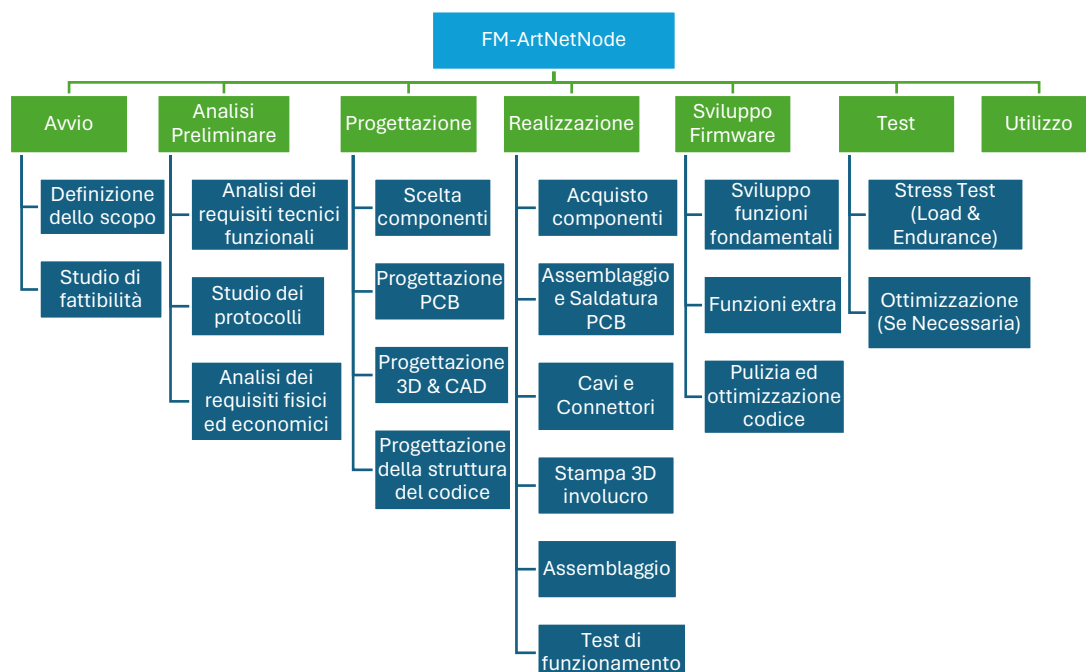 FM-ArtNetNode
Avvio
Analisi
Preliminare
Progettazione
Realizzazione
Sviluppo
Firmware
Test
Utilizzo
Definizione
dello scopo
Studio di
fattibilità
Analisi dei
requisiti tecnici
funzionali
Studio dei
protocolli
Analisi dei
requisiti fisici
ed economici
Scelta
componenti
Progettazione
PCB
Progettazione
3D & CAD
Progettazione
della struttura
del codice
Acquisto
componenti
Assemblaggio
e Saldatura
PCB
Cavi e
Connettori
Stampa 3D
involucro
Assemblaggio
Test di
funzionamento
Sviluppo
funzioni
fondamentali
Funzioni extra
Pulizia ed
ottimizzazione
codice
Stress Test
(Load &
Endurance)
Ottimizzazione
(Se Necessaria)